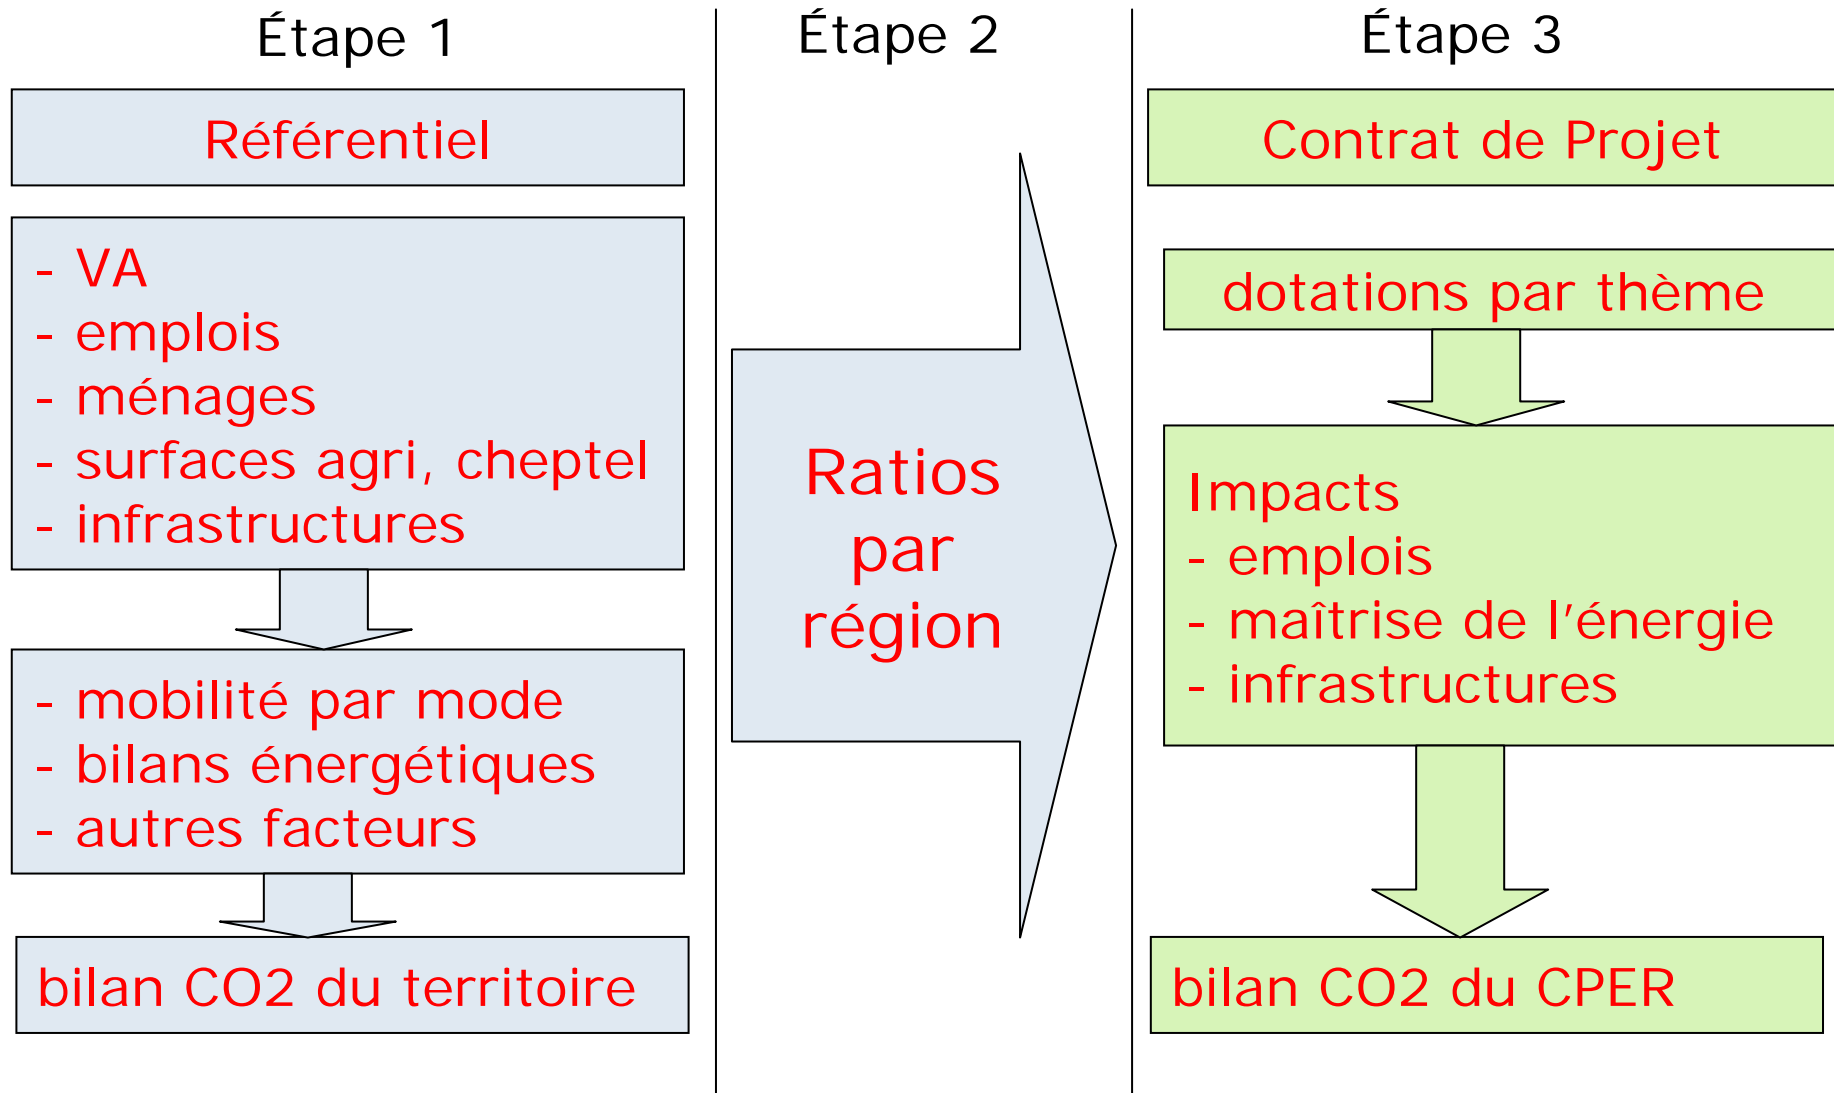 Étape 1
Référentiel
- VA
- emplois
- ménages
- surfaces agri, cheptel
- infrastructures
- mobilité par mode
- bilans énergétiques
- autres facteurs
bilan CO2 du territoire
Étape 2
Ratios
par
région
Étape 3
Contrat de Projet
dotations par thème
Impacts
- emplois
- maîtrise de l’énergie
- infrastructures
bilan CO2 du CPER